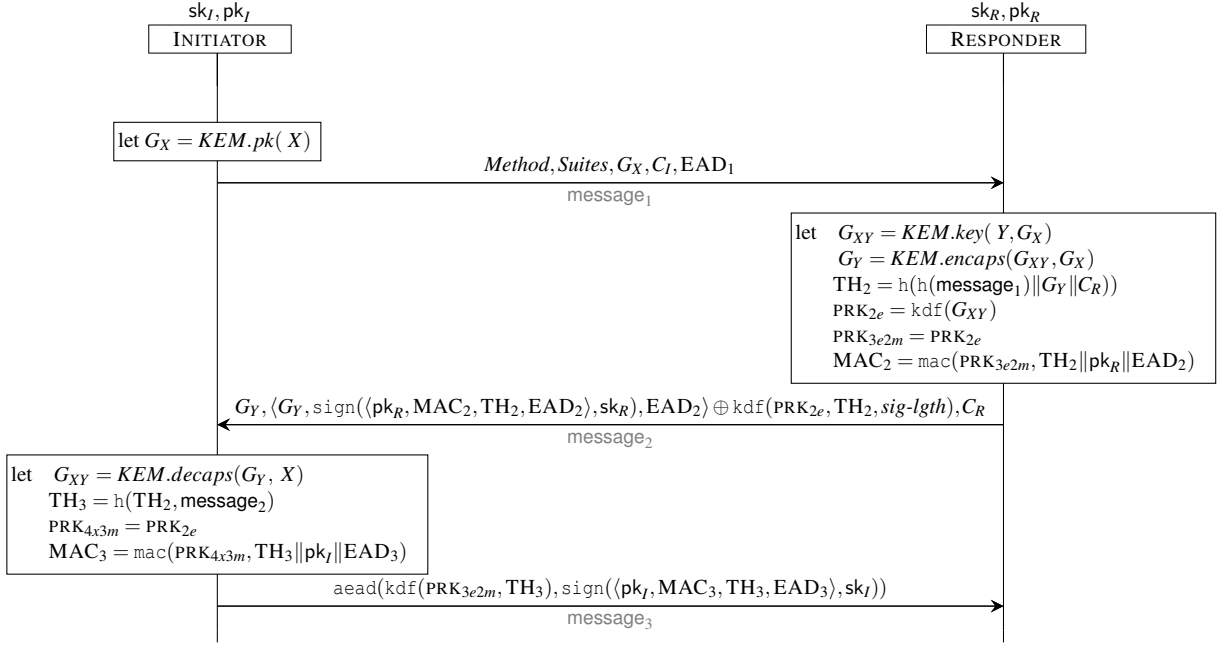 sk_I, pk_I
sk_R, pk_R
INITIATOR
RESPONDER
let G_X = KEM.pk( X)
Method, Suites, G_X, C_I, EAD_1
message_1
let G_XY = KEM.key( Y, G_X)
G_Y = KEM.encaps(G_XY, G_X)
TH_2 = h(h(message_1)‖G_Y‖C_R))
PRK_2e = kdf(G_XY)
PRK_3e2m = PRK_2e
MAC_2 = mac(PRK_3e2m, TH_2‖pk_R‖EAD_2)
G_Y, ⟨G_Y, sign(⟨pk_R, MAC_2, TH_2, EAD_2⟩, sk_R), EAD_2⟩ ⊕ kdf(PRK_2e, TH_2, sig-lgth), C_R
message_2
let G_XY = KEM.decaps(G_Y, X)
TH_3 = h(TH_2, message_2)
PRK_4x3m = PRK_2e
MAC_3 = mac(PRK_4x3m, TH_3‖pk_I‖EAD_3)
aead(kdf(PRK_3e2m, TH_3), sign(⟨pk_I, MAC_3, TH_3, EAD_3⟩, sk_I))
message_3